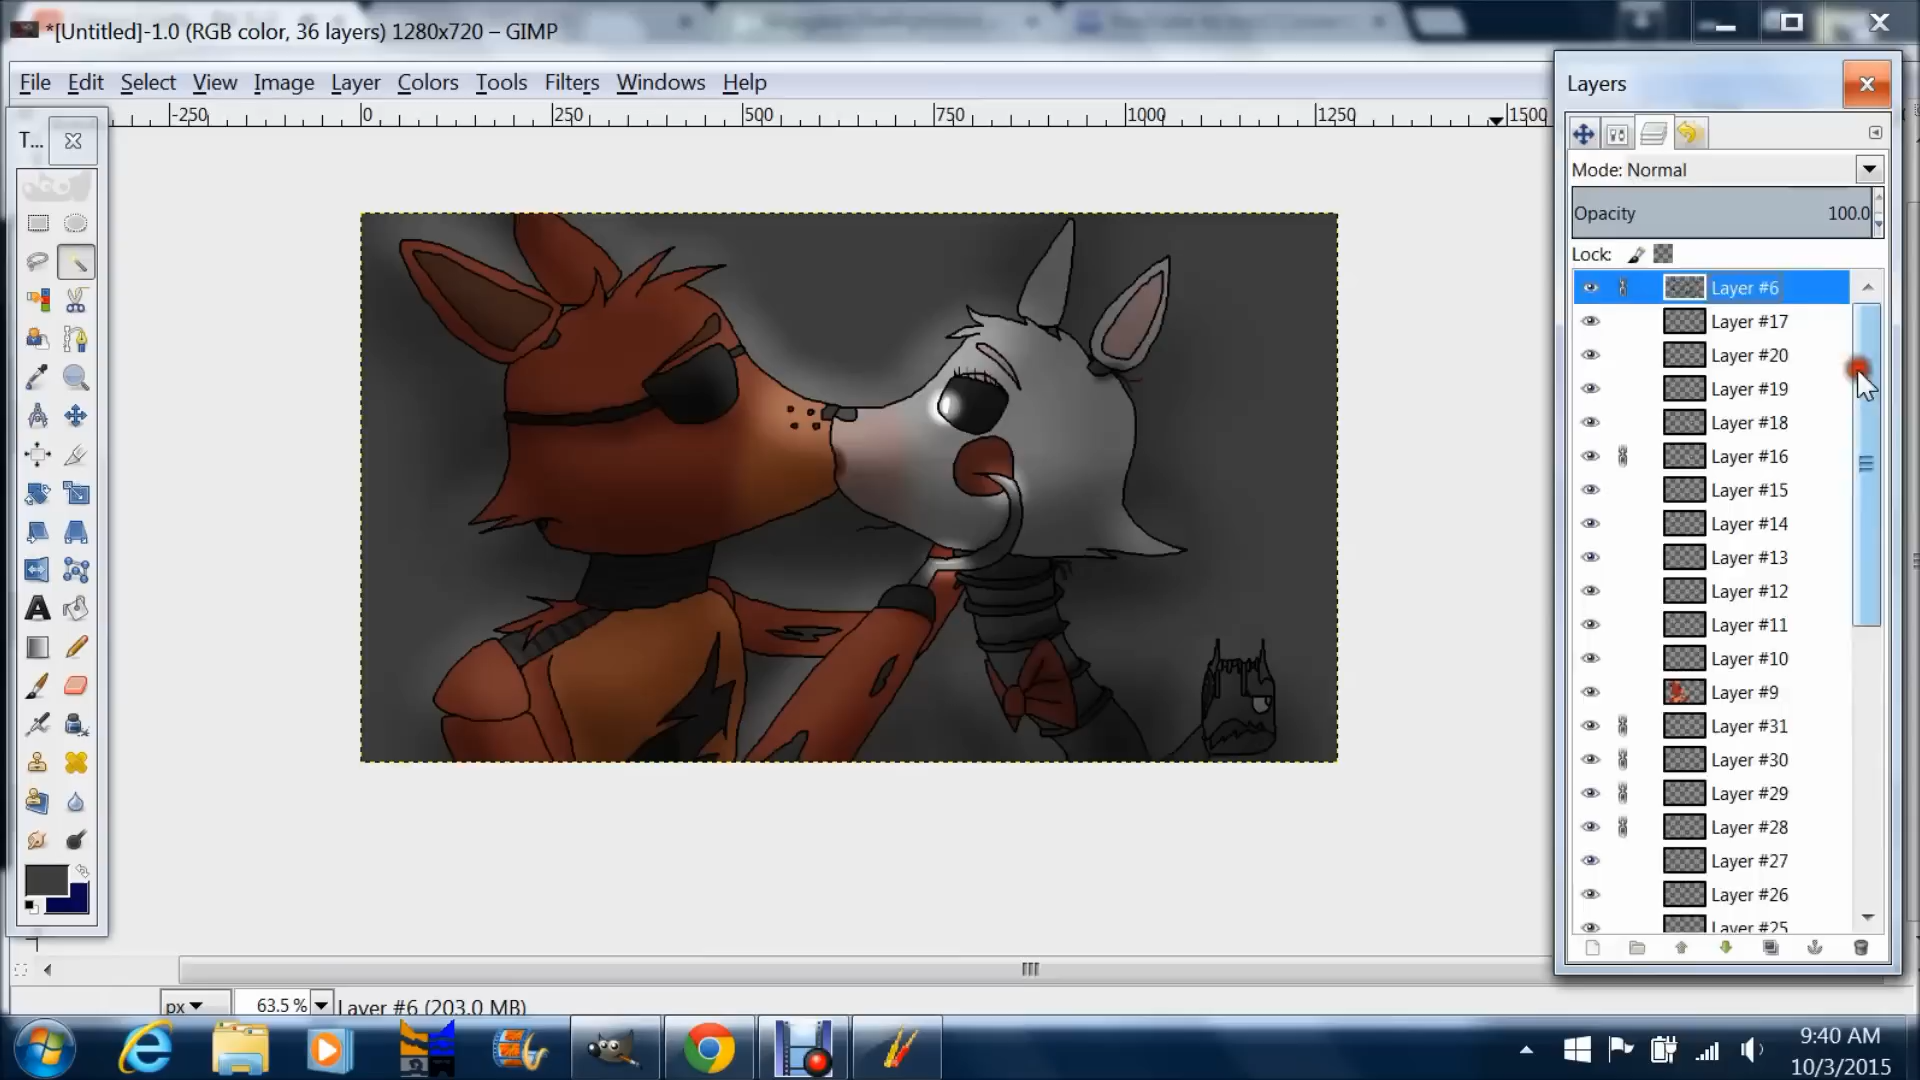 *[Untitled]-1.0 (RGB color, 36 layers) 1280x720 – GIMP
File Edit Select View Image Layer Colors Tools Filters Windows Help
T...
-250 0 250 500 750 1000 1250 1500
Layers
Mode: Normal
Opacity 100.0
Lock:
Layer #6
Layer #17
Layer #20
Layer #19
Layer #18
Layer #16
Layer #15
Layer #14
Layer #13
Layer #12
Layer #11
Layer #10
Layer #9
Layer #31
Layer #30
Layer #29
Layer #28
Layer #27
Layer #26
Layer #25
px 63.5 % Layer #6 (203.0 MB)
9:40 AM
10/3/2015